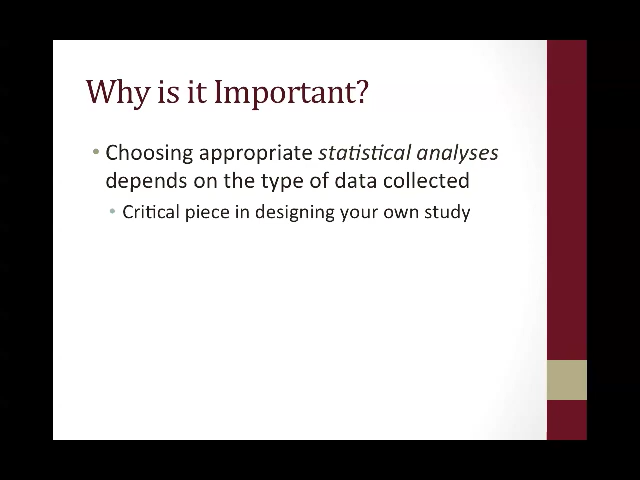 Why is it Important?
• Choosing appropriate statistical analyses
depends on the type of data collected
• Critical piece in designing your own study